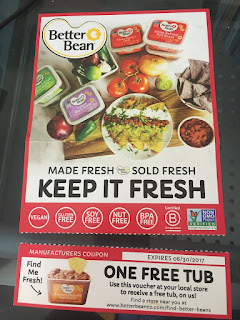 Better
Bean
MADE FRESH SOLD FRESH
KEEP IT FRESH
VEGAN
GLUTEN FREE
SOY FREE
NUT FREE
BPA FREE
Certified
B
Corporation
NON GMO
MANUFACTURERS COUPON
EXPIRES 06/30/2017
Find
Me
Fresh!
ONE FREE TUB
Use this voucher at your local store
to receive a free tub, on us!
Find a store near you at
www.betterbeanco.com/find-better-beans